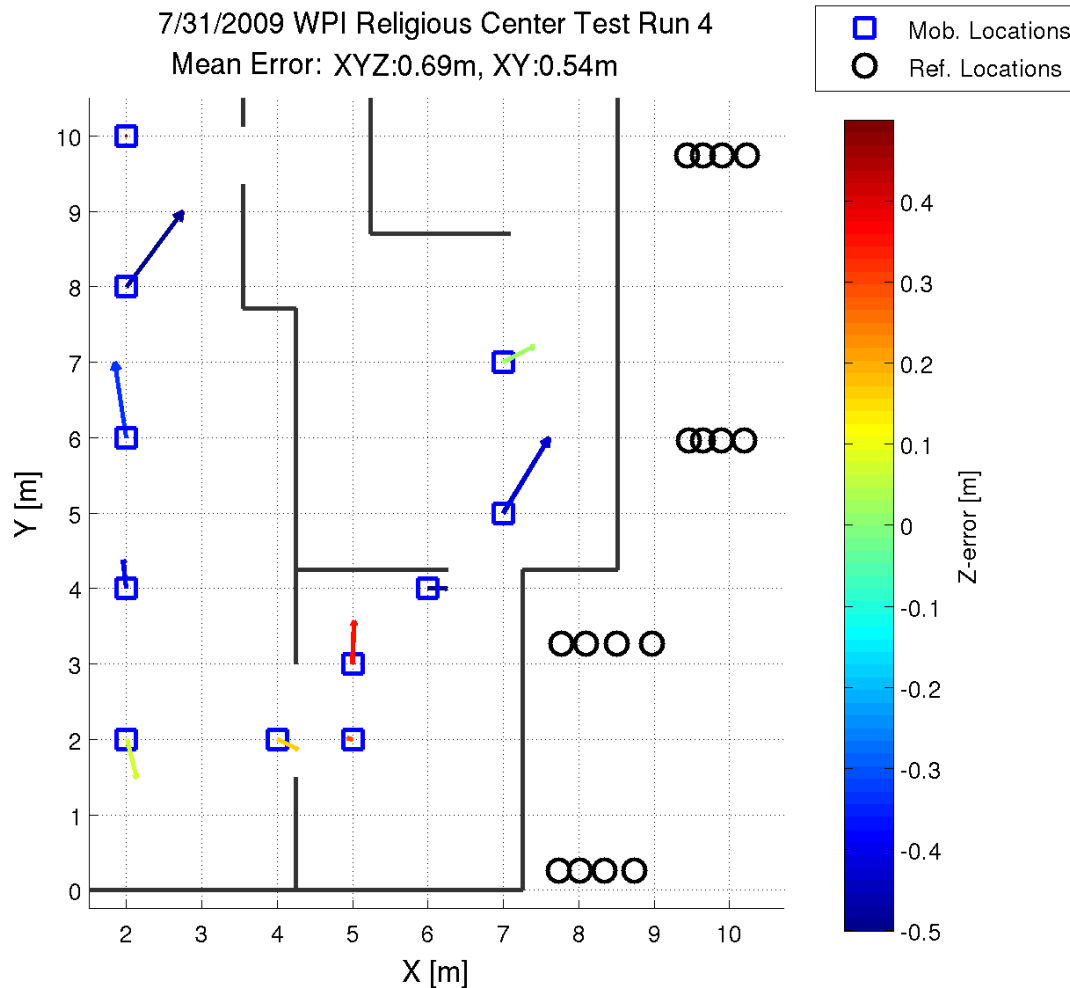 7/31/2009 WPI Religious Center Test Run 4
Mean Error: XYZ:0.69m, XY:0.54m
Mob. Locations
Ref. Locations
10
9
8
7
6
5
4
3
2
1
0
Y [m]
2 3 4 5 6 7 8 9 10
X [m]
0.4
0.3
0.2
0.1
0
-0.1
-0.2
-0.3
-0.4
-0.5
Z-error [m]